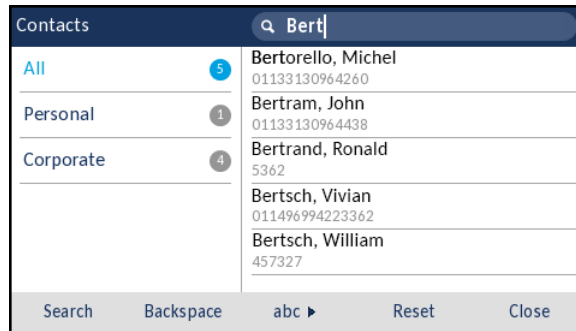 Contacts
Bert
All 5
Personal 1
Corporate 4
Bertorello, Michel
01133130964260
Bertram, John
01133130964438
Bertrand, Ronald
5362
Bertsch, Vivian
011496994223362
Bertsch, William
457327
Search Backspace abc Reset Close